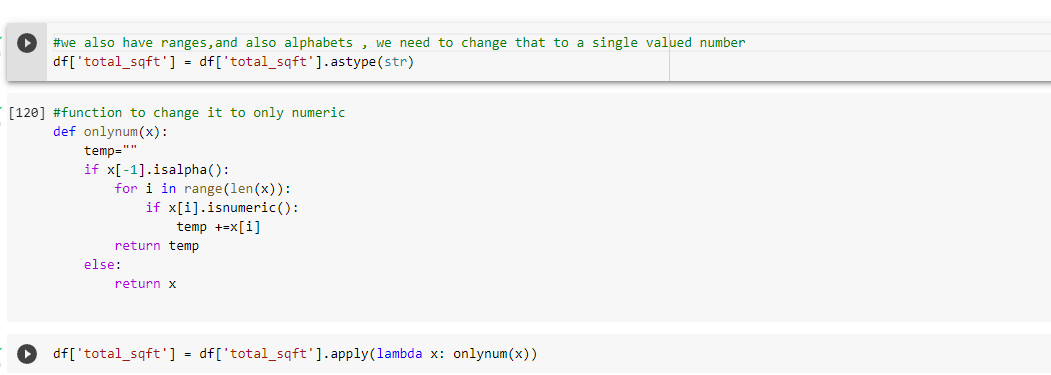 #we also have ranges,and also alphabets , we need to change that to a single valued number
df['total_sqft'] = df['total_sqft'].astype(str)
[120] #function to change it to only numeric
def onlynum(x):
    temp=""
    if x[-1].isalpha():
        for i in range(len(x)):
            if x[i].isnumeric():
                temp +=x[i]
        return temp
    else:
        return x
df['total_sqft'] = df['total_sqft'].apply(lambda x: onlynum(x))